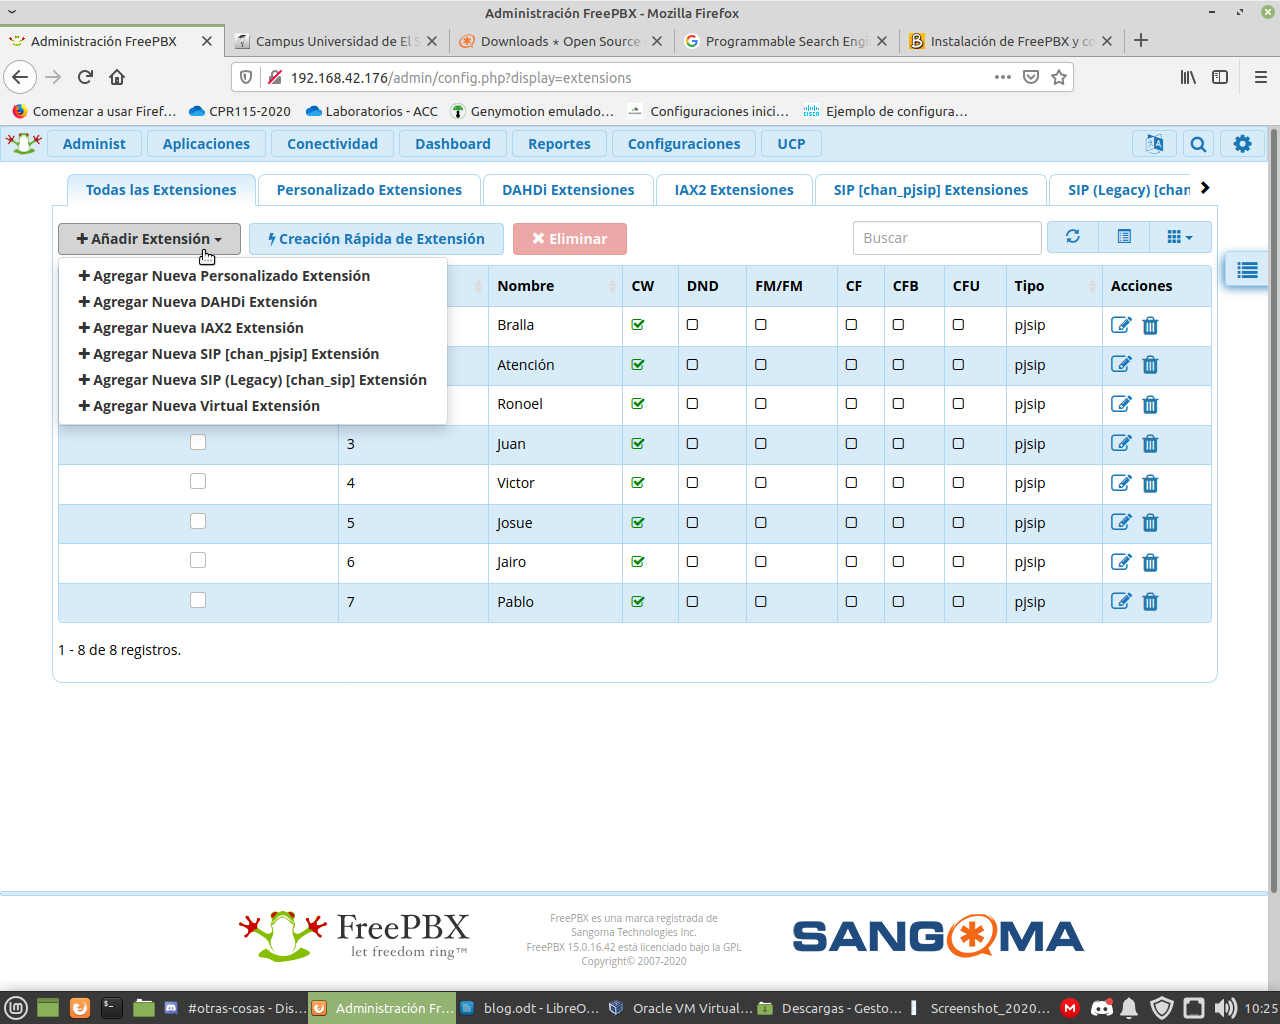 Administración FreePBX - Mozilla Firefox
Administración FreePBX
Campus Universidad de El S
Downloads ⋆ Open Source
Programmable Search Engi
Instalación de FreePBX y co
192.168.42.176/admin/config.php?display=extensions
Comenzar a usar Firef…
CPR115-2020
Laboratorios - ACC
Genymotion emulado…
Configuraciones inici…
Ejemplo de configura…
Administ
Aplicaciones
Conectividad
Dashboard
Reportes
Configuraciones
UCP
Todas las Extensiones
Personalizado Extensiones
DAHDi Extensiones
IAX2 Extensiones
SIP [chan_pjsip] Extensiones
SIP (Legacy) [chan
Añadir Extensión
Creación Rápida de Extensión
Eliminar
Buscar
Agregar Nueva Personalizado Extensión
Agregar Nueva DAHDi Extensión
Agregar Nueva IAX2 Extensión
Agregar Nueva SIP [chan_pjsip] Extensión
Agregar Nueva SIP (Legacy) [chan_sip] Extensión
Agregar Nueva Virtual Extensión
Nombre CW DND FM/FM CF CFB CFU Tipo Acciones
Bralla pjsip
Atención pjsip
Ronoel pjsip
3 Juan pjsip
4 Victor pjsip
5 Josue pjsip
6 Jairo pjsip
7 Pablo pjsip
1 - 8 de 8 registros.
FreePBX
let freedom ring™
FreePBX es una marca registrada de
Sangoma Technologies Inc.
FreePBX 15.0.16.42 está licenciado bajo la GPL
Copyright© 2007-2020
SANGOMA
#otras-cosas - Dis…
Administración Fr…
blog.odt - LibreO…
Oracle VM Virtual…
Descargas - Gesto…
Screenshot_2020…
10:25